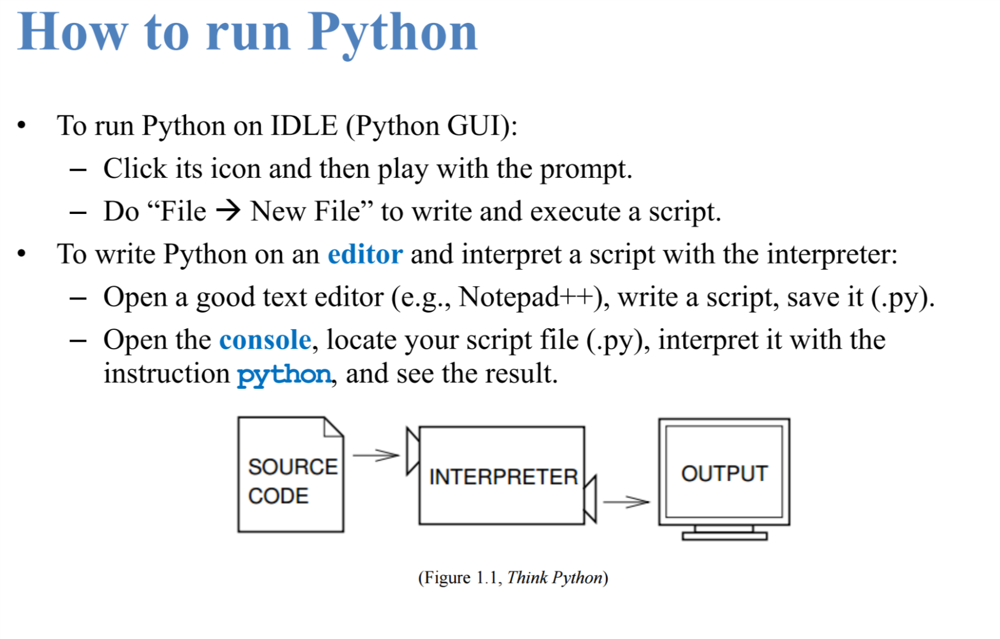 How to run Python
• To run Python on IDLE (Python GUI):
– Click its icon and then play with the prompt.
– Do “File → New File” to write and execute a script.
• To write Python on an editor and interpret a script with the interpreter:
– Open a good text editor (e.g., Notepad++), write a script, save it (.py).
– Open the console, locate your script file (.py), interpret it with the
instruction python, and see the result.
SOURCE
CODE
INTERPRETER
OUTPUT
(Figure 1.1, Think Python)